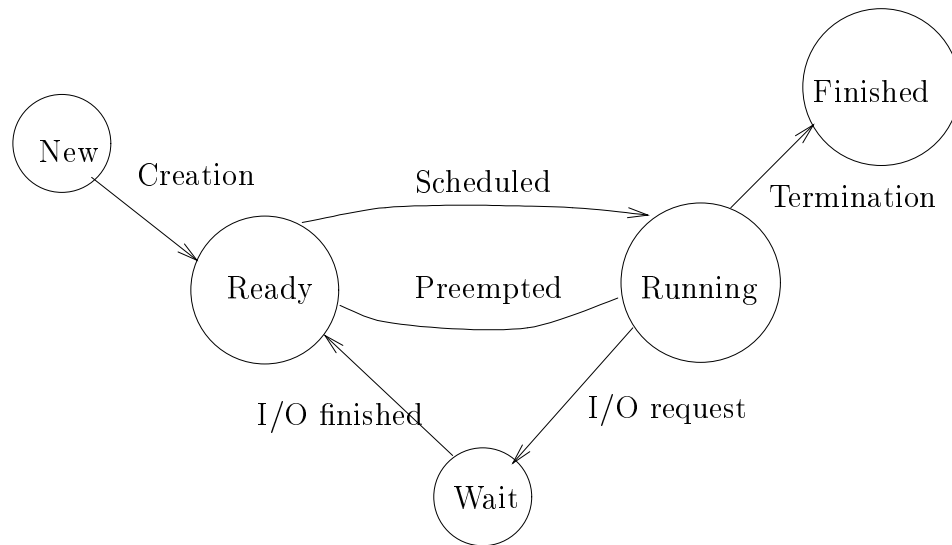 Finished
New
Creation
Scheduled
Termination
Ready
Preempted
Running
I/O finished
I/O request
Wait